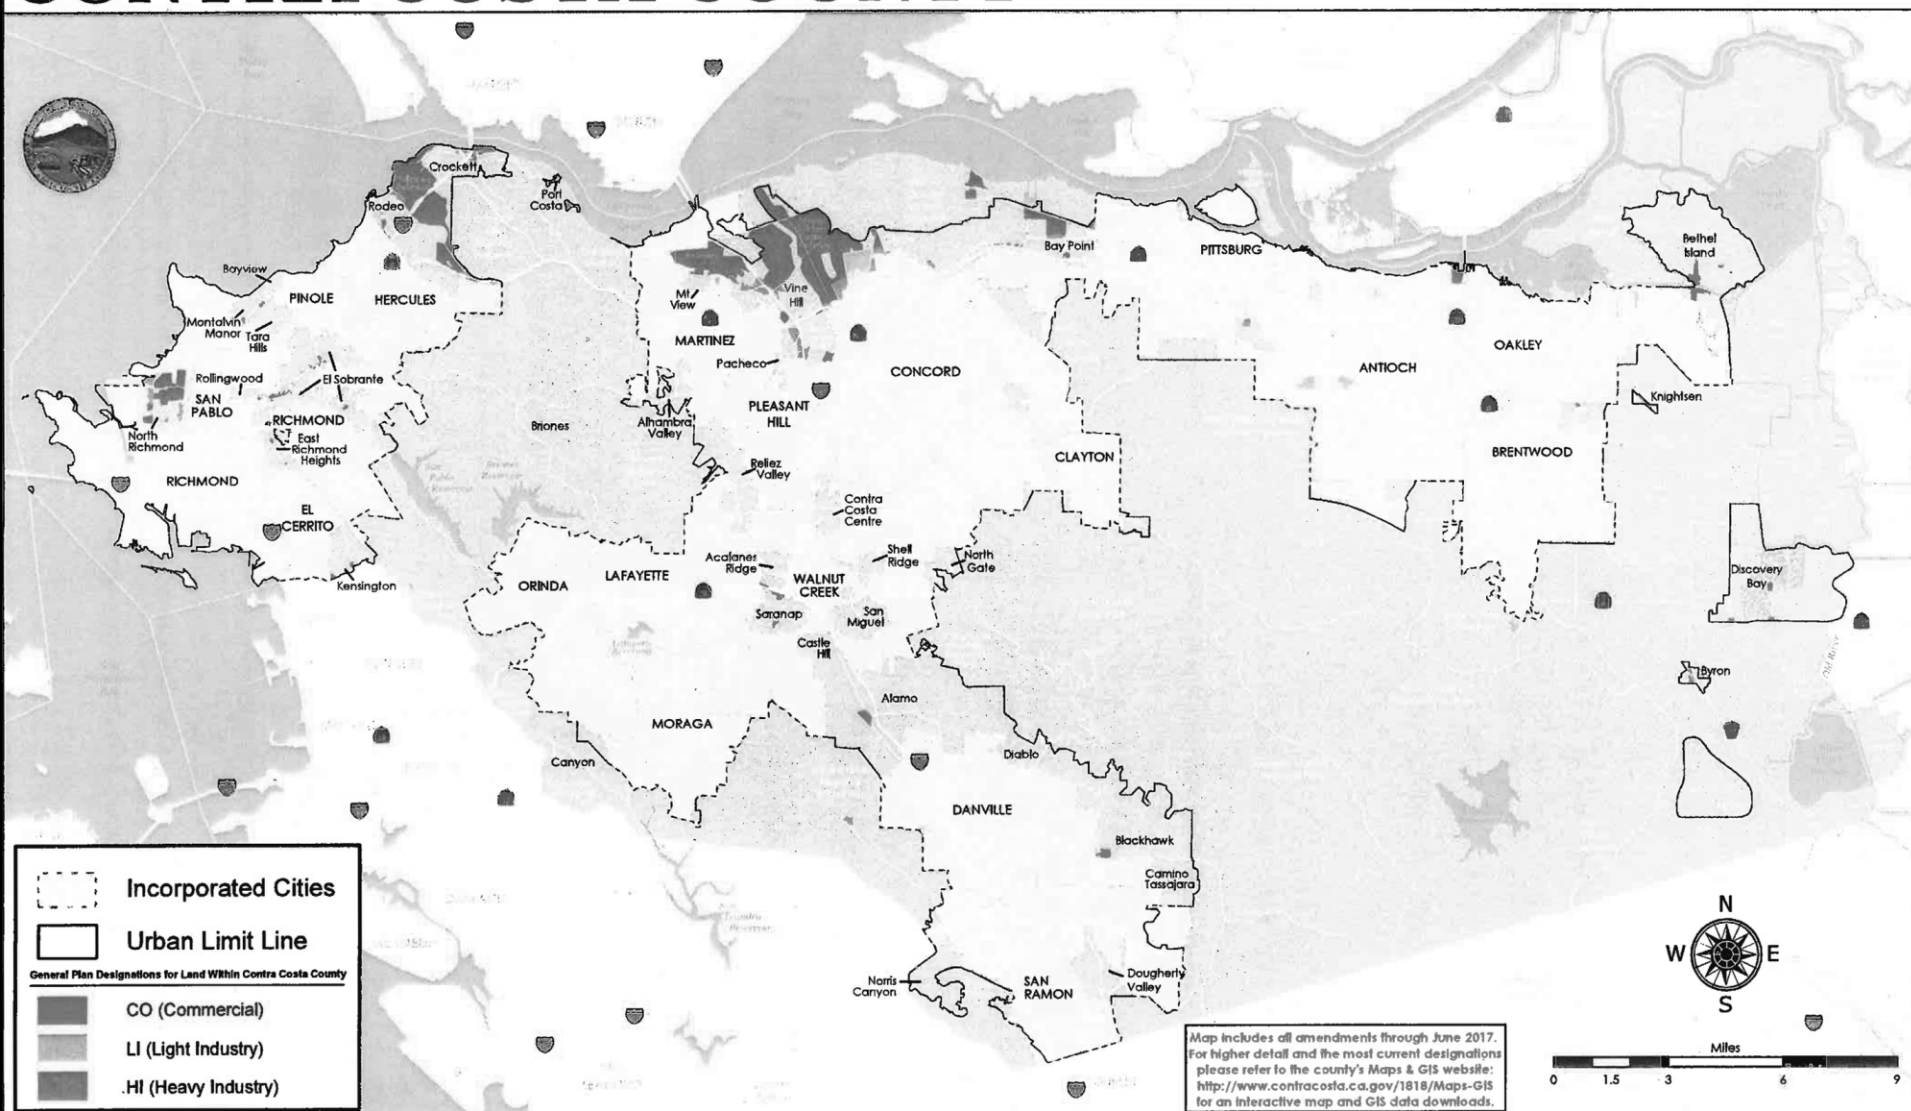 CONTRA COSTA COUNTY
Crockett
Port
Costa
Rodeo
Bayview
PINOLE
HERCULES
Montalvin
Manor
Tara
Hills
Rollingwood
El Sobrante
SAN
PABLO
RICHMOND
North
Richmond
East
Richmond
Heights
RICHMOND
EL
CERRITO
Kensington
Briones
Mt
View
Vine
Hill
MARTINEZ
Pacheco
Alhambra
Valley
PLEASANT
HILL
CONCORD
Reliez
Valley
CLAYTON
Contra
Costa
Centre
Bay Point
PITTSBURG
ANTIOCH
OAKLEY
Bethel
Island
Knightsen
BRENTWOOD
Discovery
Bay
Byron
Old River
ORINDA
LAFAYETTE
Acalanes
Ridge
WALNUT
CREEK
Shell
Ridge
North
Gate
Saranap
San
Miguel
Castle
Hill
Alamo
MORAGA
Canyon
Diablo
DANVILLE
Blackhawk
Camino
Tassajara
Norris
Canyon
SAN
RAMON
Dougherty
Valley
Incorporated Cities
Urban Limit Line
General Plan Designations for Land Within Contra Costa County
CO (Commercial)
LI (Light Industry)
.HI (Heavy Industry)
Map includes all amendments through June 2017.
For higher detail and the most current designations
please refer to the county's Maps & GIS website:
http://www.contracosta.ca.gov/1818/Maps-GIS
for an interactive map and GIS data downloads.
N
W E
S
Miles
0 1.5 3 6 9